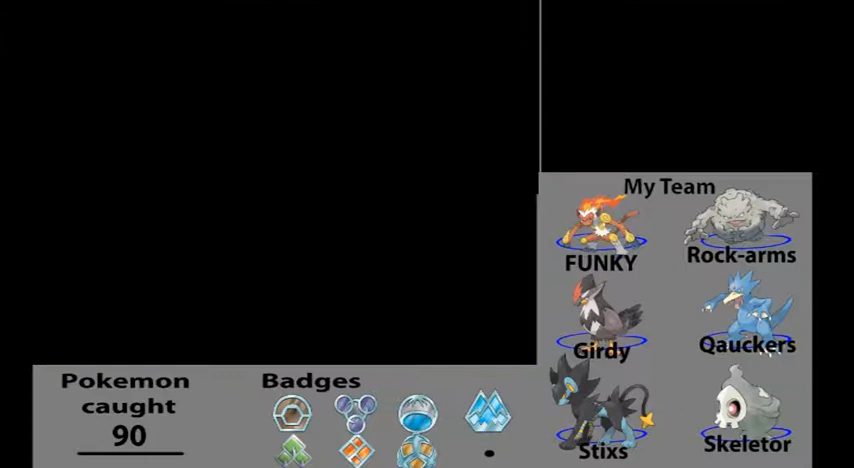 My Team
FUNKY
Rock-arms
Girdy
Qauckers
Stixs
Skeletor
Pokemon
caught
90
Badges